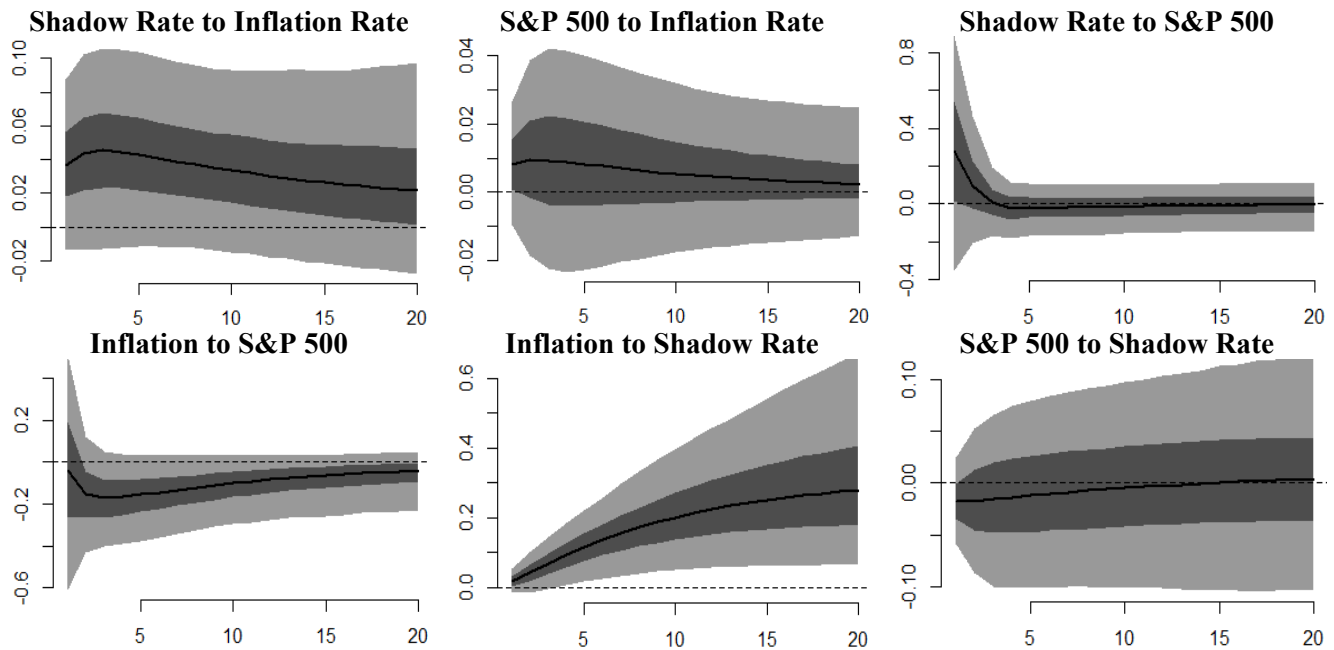 Shadow Rate to Inflation Rate
0.10
0.06
0.02
-0.02
5 10 15 20
S&P 500 to Inflation Rate
0.04
0.02
0.00
-0.02
5 10 15 20
Shadow Rate to S&P 500
0.8
0.4
0.0
-0.4
5 10 15 20
Inflation to S&P 500
0.2
-0.2
-0.6
5 10 15 20
Inflation to Shadow Rate
0.6
0.4
0.2
0.0
5 10 15 20
S&P 500 to Shadow Rate
0.10
0.00
-0.10
5 10 15 20